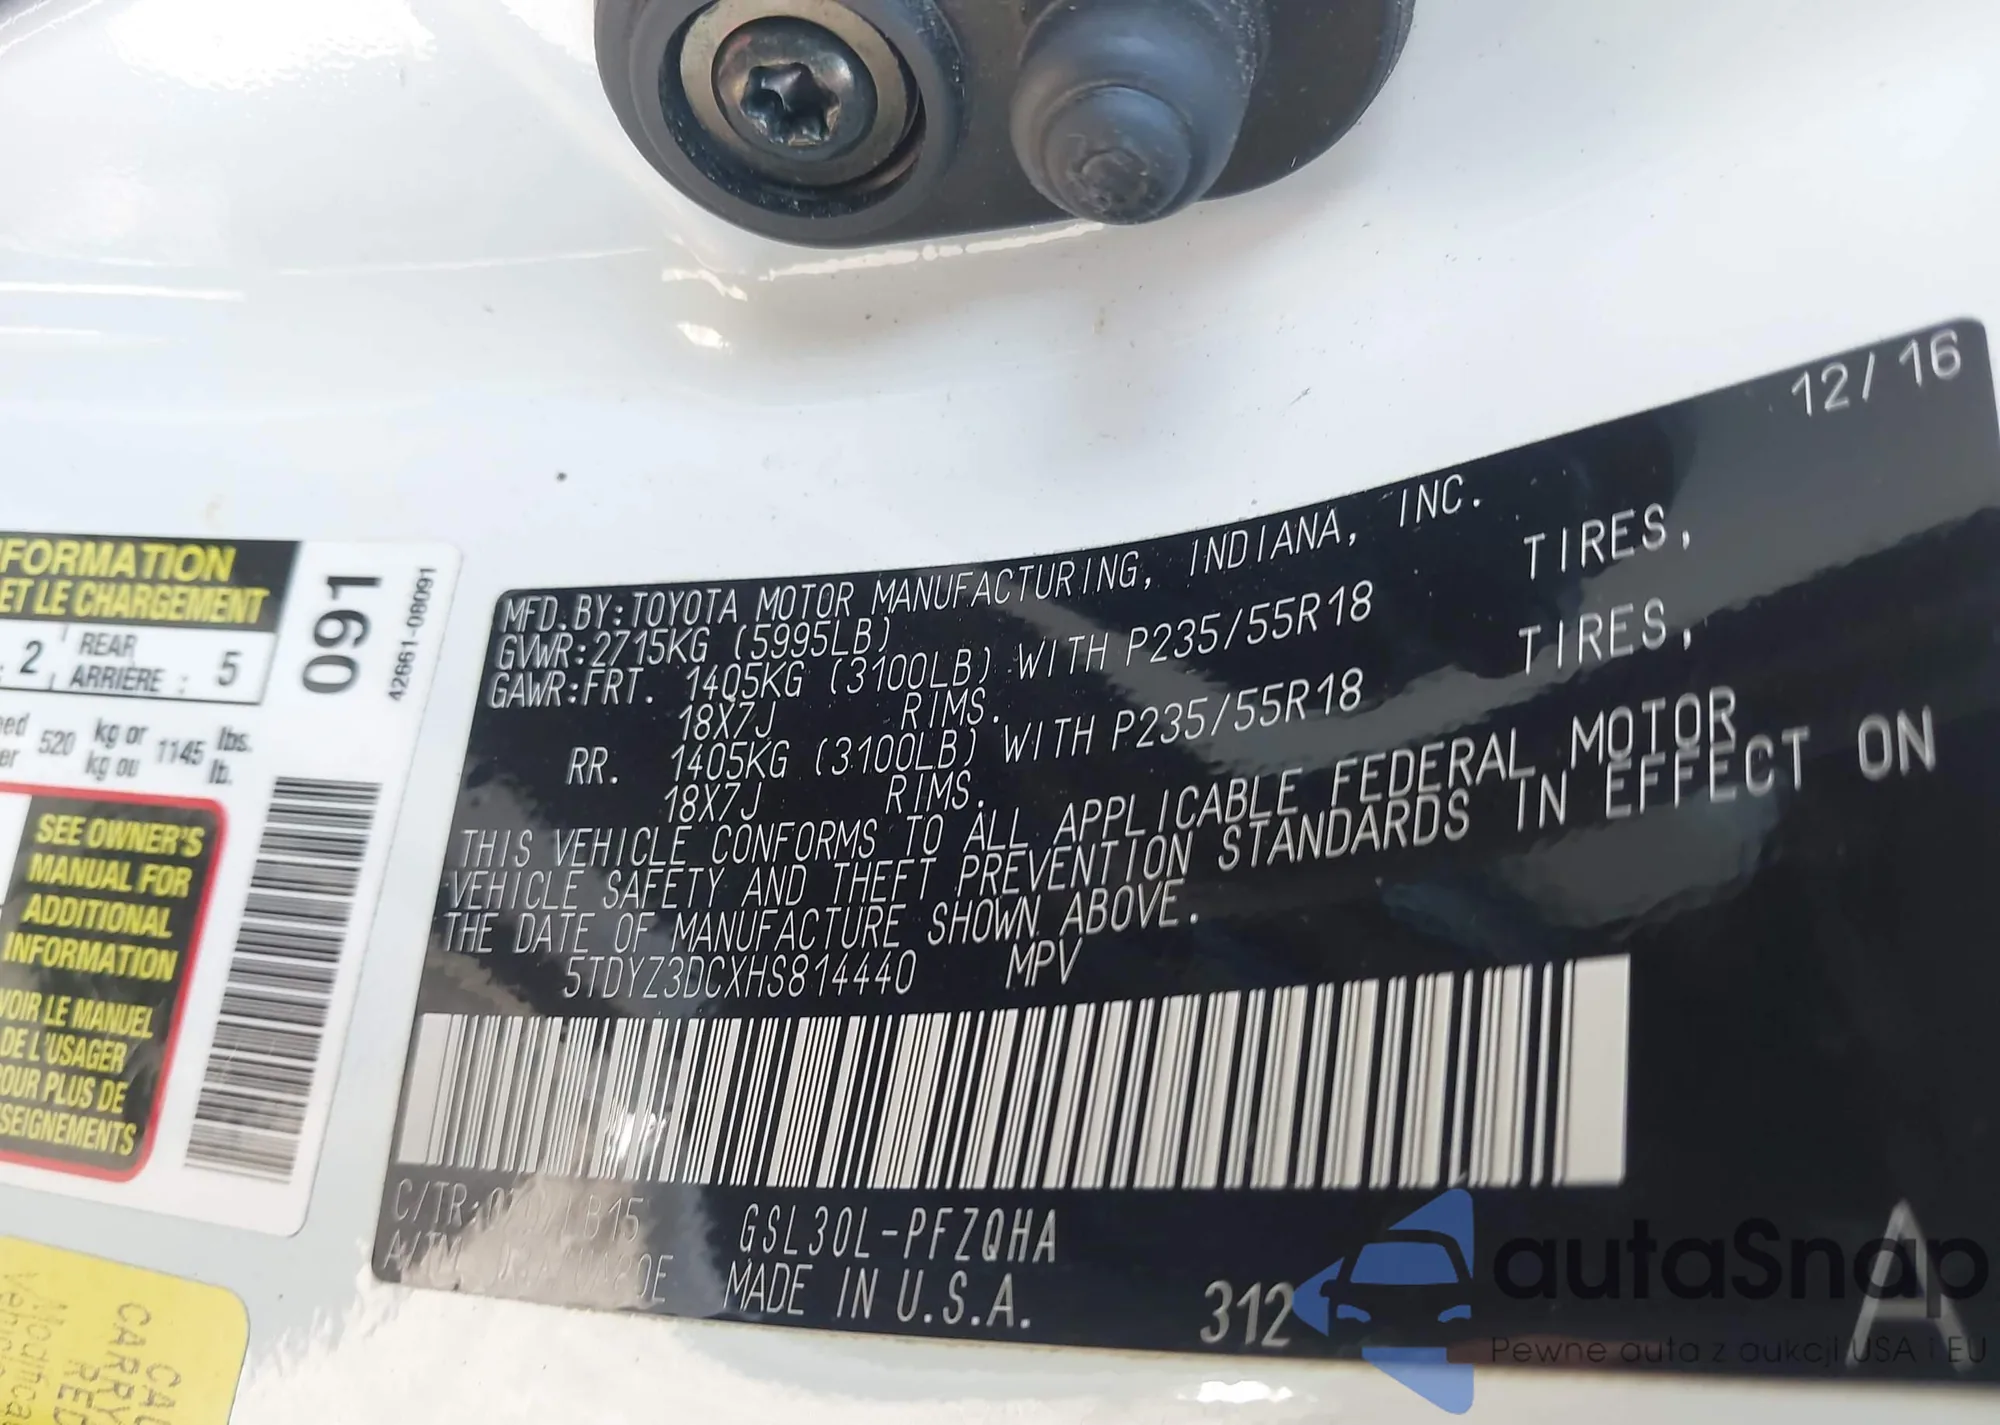 12/16
MFD.BY:TOYOTA MOTOR MANUFACTURING, INDIANA, INC.
GVWR:2715KG (5995LB)
GAWR:FRT. 1405KG (3100LB) WITH P235/55R18 TIRES,
18X7J RIMS.
RR. 1405KG (3100LB) WITH P235/55R18 TIRES,
18X7J RIMS.
THIS VEHICLE CONFORMS TO ALL APPLICABLE FEDERAL MOTOR
VEHICLE SAFETY AND THEFT PREVENTION STANDARDS IN EFFECT ON
THE DATE OF MANUFACTURE SHOWN ABOVE.
5TDYZ3DCXHS814440 MPV
C/TR: LB15 GSL30L-PFZQHA
MADE IN U.S.A.
312
A
ET LE CHARGEMENT
2 REAR
ARRIÈRE : 5
520 kg or 1145 lbs.
kg ou lb.
091
42661-08091
SEE OWNER'S
MANUAL FOR
ADDITIONAL
INFORMATION
VOIR LE MANUEL
DE L'USAGER
PLUS DE
autaSnap
Pewne auta z aukcji USA i EU